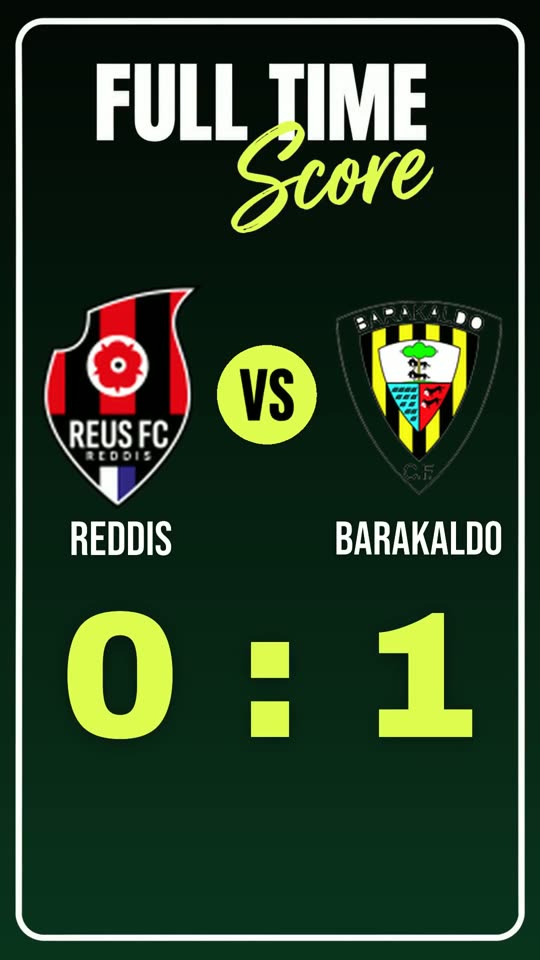 FULL TIME
Score
REUS FC
REDDIS
VS
BARAKALDO
C.F.
REDDIS
BARAKALDO
0 : 1